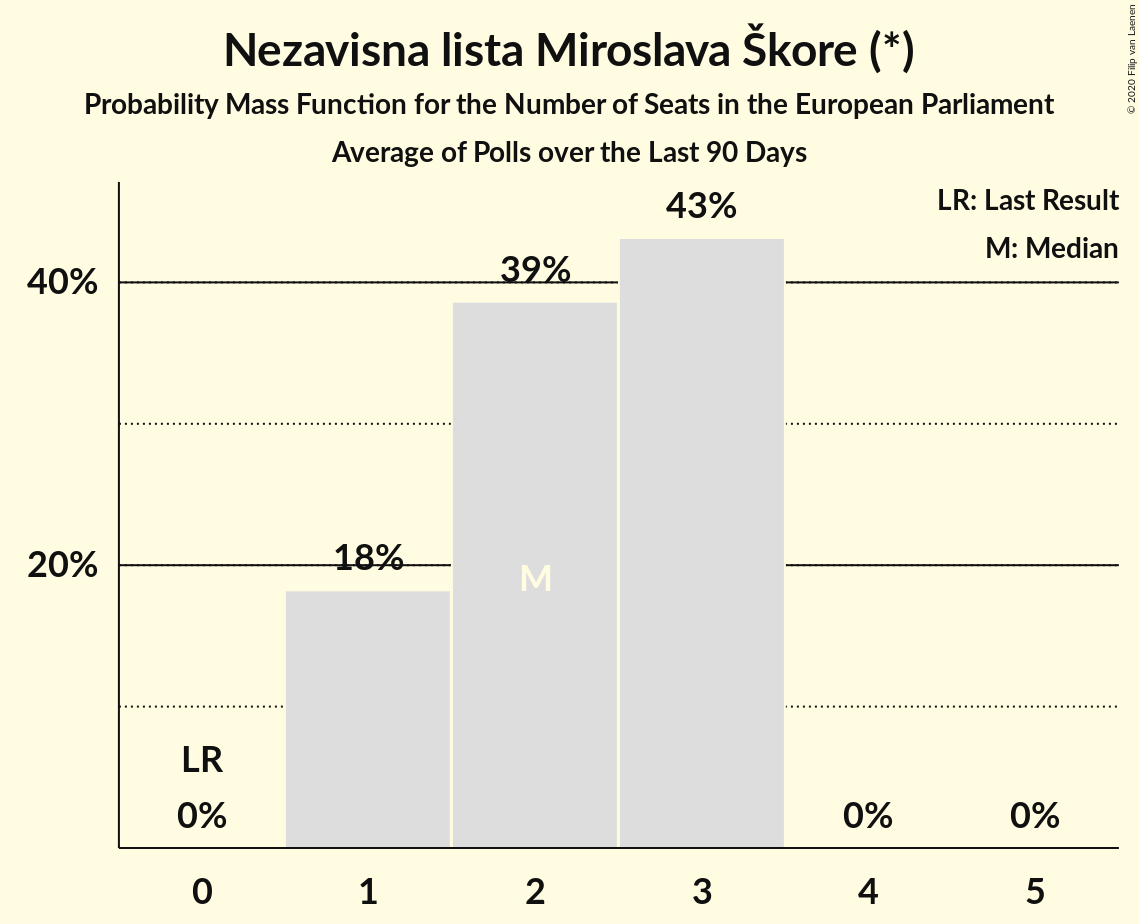 Nezavisna lista Miroslava Škore (*)
Probability Mass Function for the Number of Seats in the European Parliament
Average of Polls over the Last 90 Days
© 2020 Filip van Laenen
LR: Last Result
M: Median
43%
39%
40%
18%
20%
M
LR
0%
0%
0%
0
1
2
3
4
5